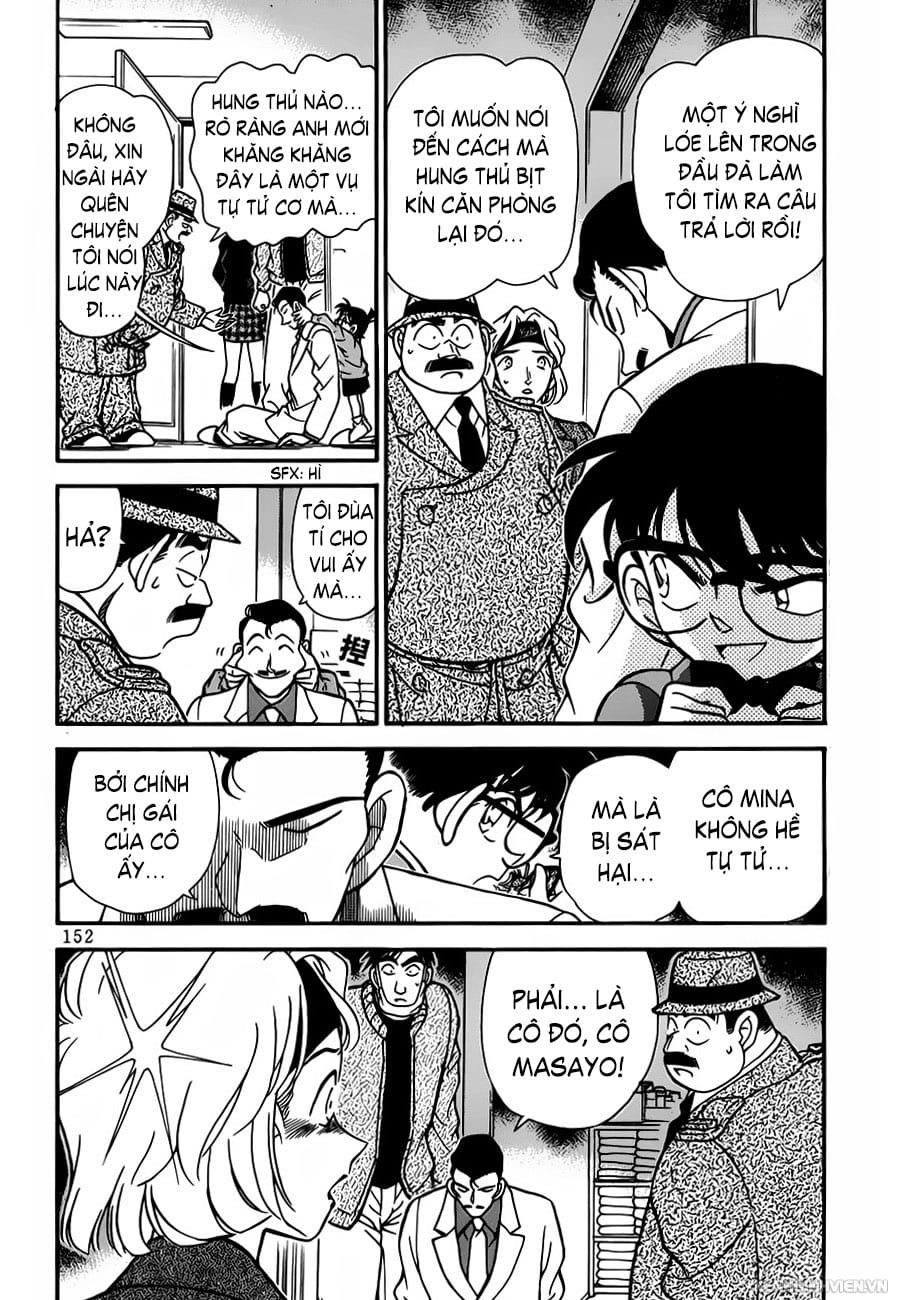 MỘT Ý NGHĨ
LÓE LÊN TRONG
ĐẦU ĐÃ LÀM
TÔI TÌM RA CÂU
TRẢ LỜI RỒI!
TÔI MUỐN NÓI
ĐẾN CÁCH MÀ
HUNG THỦ BỊT
KÍN CĂN PHÒNG
LẠI ĐÓ...
HUNG THỦ NÀO...
RÕ RÀNG ANH MỚI
KHĂNG KHĂNG
ĐÂY LÀ MỘT VỤ
TỰ TỬ CƠ MÀ...
KHÔNG
ĐÂU, XIN
NGÀI HÃY
QUÊN
CHUYỆN
TÔI NÓI
LÚC NÃY
ĐI...
SFX: HÌ
TÔI ĐÙA
TÍ CHO
VUI ẤY
MÀ...
捏
HẢ?
CÔ MINA
KHÔNG HỀ
TỰ TỬ...
MÀ LÀ
BỊ SÁT
HẠI...
BỞI CHÍNH
CHỊ GÁI
CỦA CÔ
ẤY...
152
PHẢI... LÀ
CÔ ĐÓ, CÔ
MASAYO!